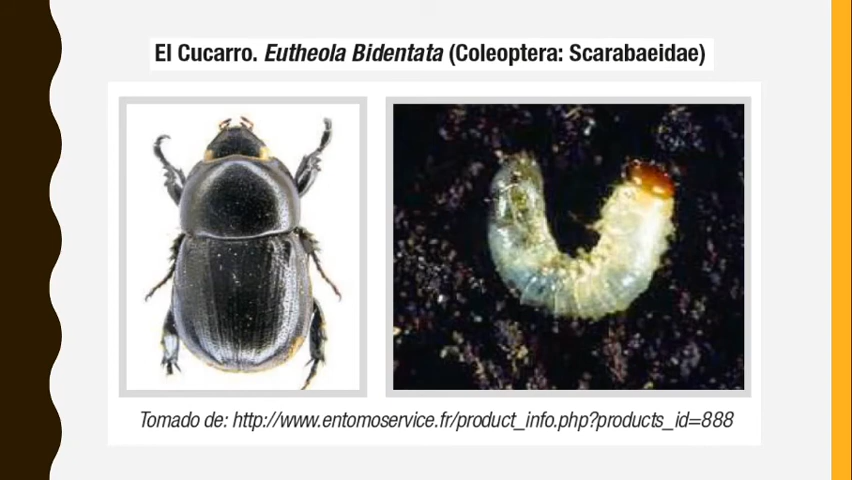 El Cucarro. Eutheola Bidentata (Coleoptera: Scarabaeidae)
Tomado de: http://www.entomoservice.fr/product_info.php?products_id=888